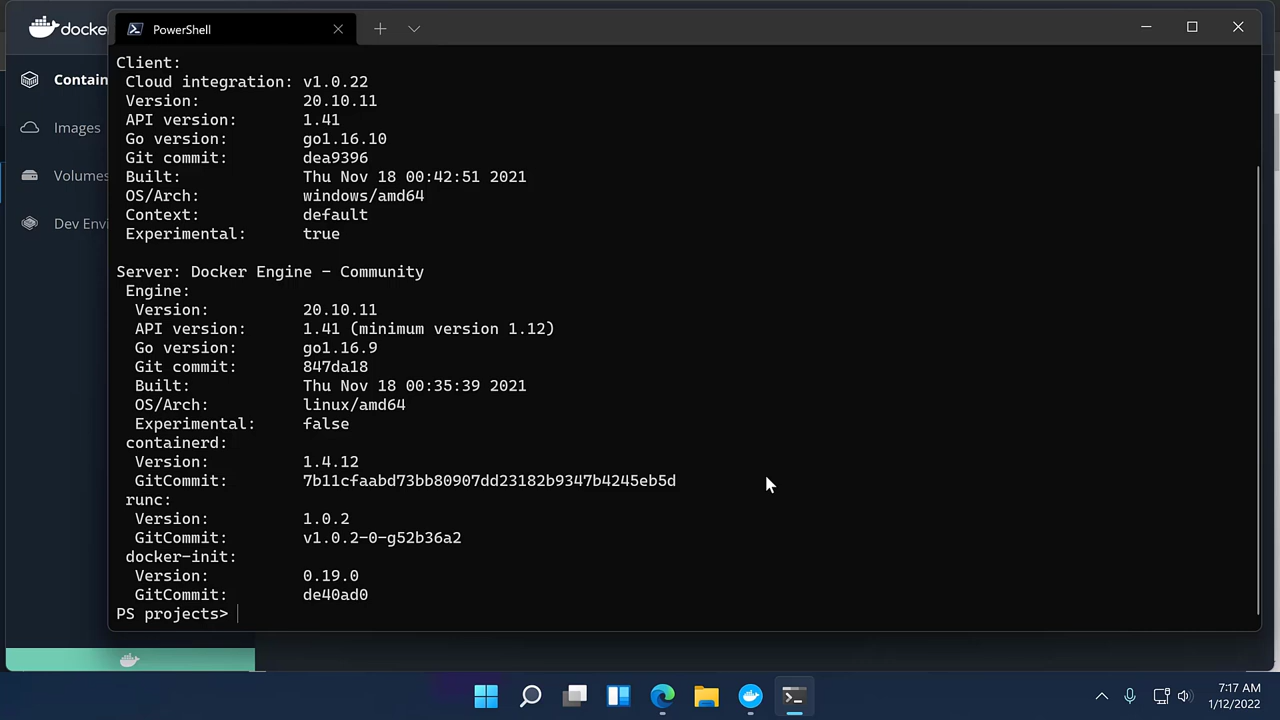 docke
PowerShell
Contain
Images
Volumes
Dev Envi
Client:
Cloud integration: v1.0.22
Version: 20.10.11
API version: 1.41
Go version: go1.16.10
Git commit: dea9396
Built: Thu Nov 18 00:42:51 2021
OS/Arch: windows/amd64
Context: default
Experimental: true
Server: Docker Engine - Community
Engine:
Version: 20.10.11
API version: 1.41 (minimum version 1.12)
Go version: go1.16.9
Git commit: 847da18
Built: Thu Nov 18 00:35:39 2021
OS/Arch: linux/amd64
Experimental: false
containerd:
Version: 1.4.12
GitCommit: 7b11cfaabd73bb80907dd23182b9347b4245eb5d
runc:
Version: 1.0.2
GitCommit: v1.0.2-0-g52b36a2
docker-init:
Version: 0.19.0
GitCommit: de40ad0
PS projects>
7:17 AM
1/12/2022